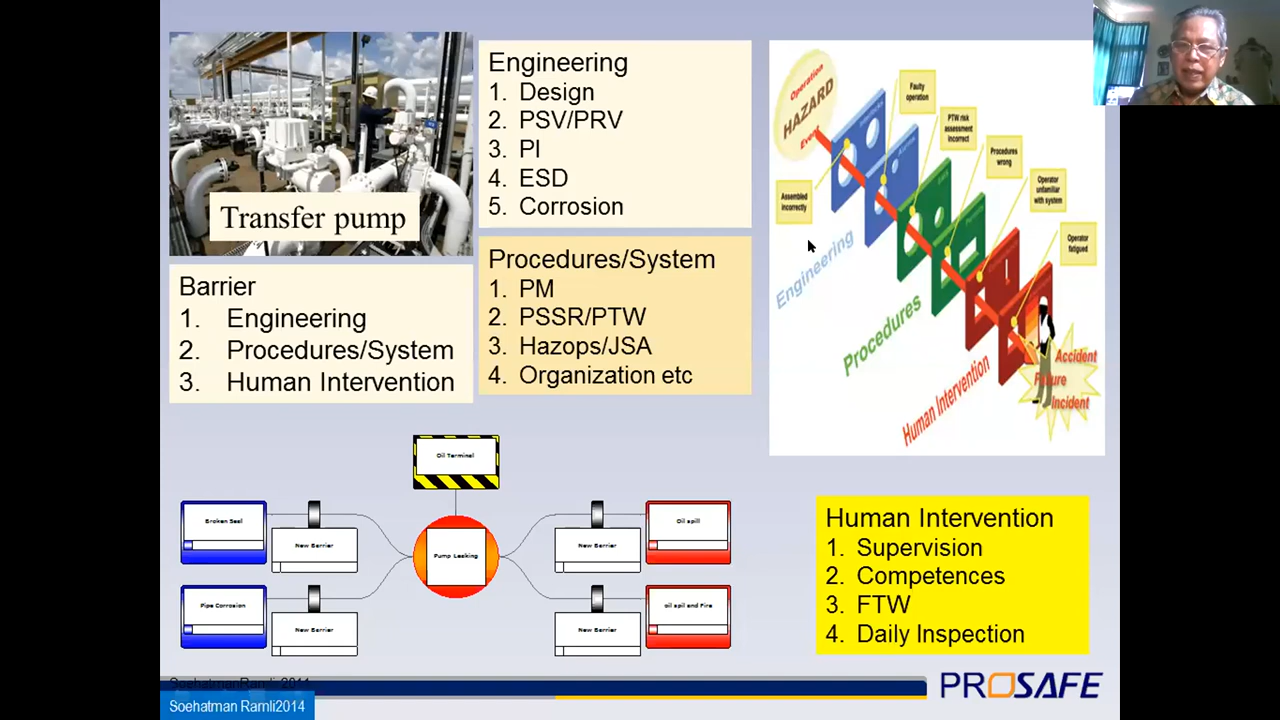 Transfer pump
Barrier
1. Engineering
2. Procedures/System
3. Human Intervention
Engineering
1. Design
2. PSV/PRV
3. PI
4. ESD
5. Corrosion
Procedures/System
1. PM
2. PSSR/PTW
3. Hazops/JSA
4. Organization etc
Operation
HAZARD
Event
Faulty
operation
PTW risk
assessment
incorrect
Procedures
wrong
Operator
unfamiliar
with system
Operator
fatigued
Assembled
incorrectly
Engineering
Procedures
Human Intervention
Accident
Failure
Incident
Oil Terminal
Broken Seal
New Barrier
Pump Leaking
New Barrier
Oil spill
Pipe Corrosion
New Barrier
New Barrier
oil spil and Fire
Human Intervention
1. Supervision
2. Competences
3. FTW
4. Daily Inspection
SoehatmanRamli 2011
Soehatman Ramli2014
PROSAFE